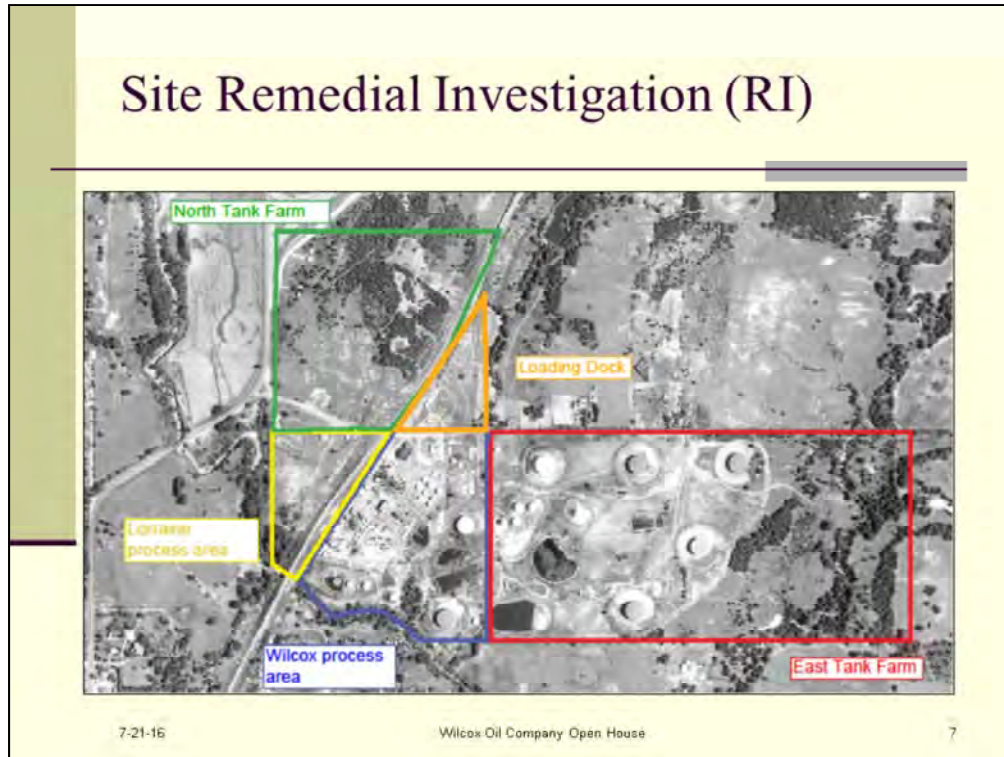 Site Remedial Investigation (RI)
North Tank Farm
Loading Dock
Lorraine
process area
Wilcox process
area
East Tank Farm
7-21-16
Wilcox Oil Company Open House
7